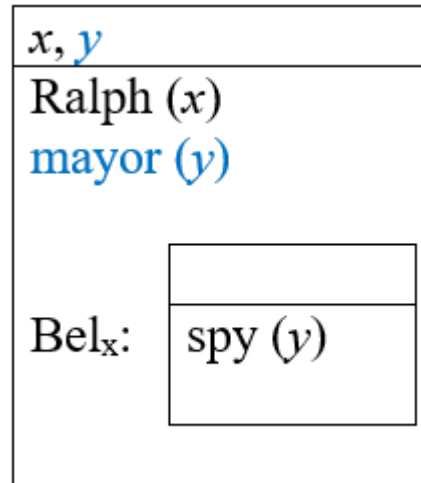 x, y
Ralph (x)
mayor (y)
Belₓ:
spy (y)